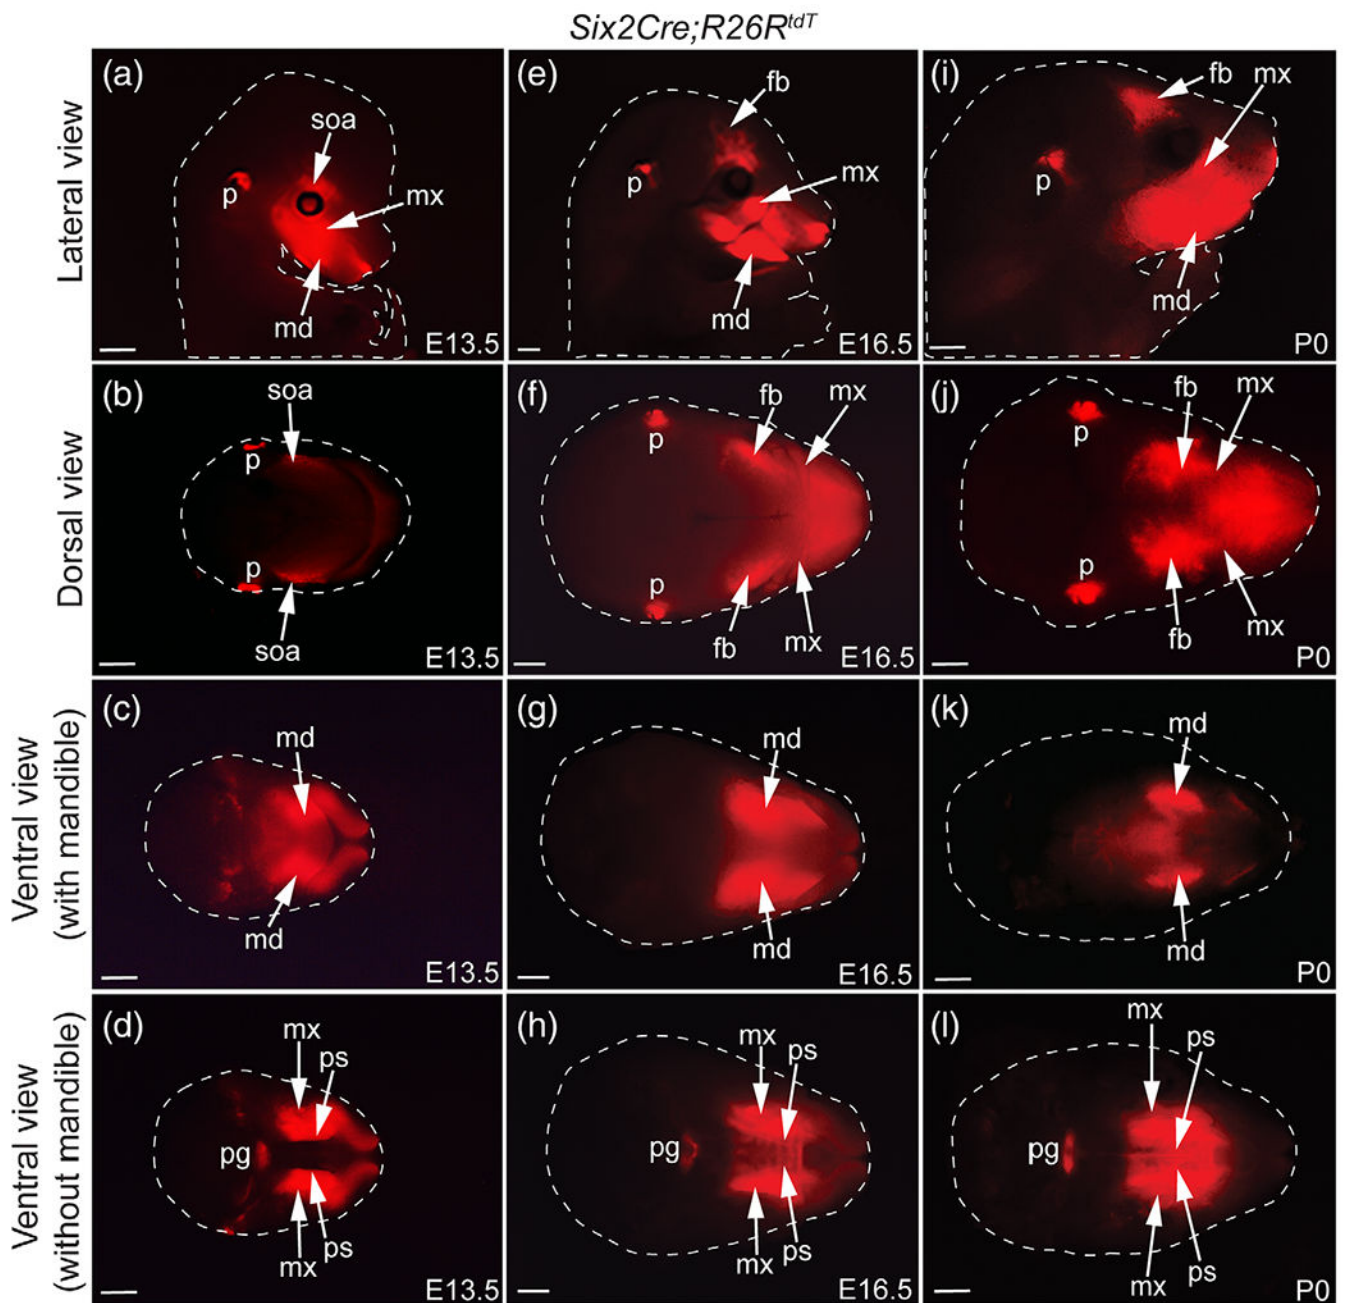 Six2Cre;R26RtdT
Lateral view
(a)
soa
p
mx
md
E13.5
(e)
fb
p
mx
md
E16.5
(i)
fb
mx
p
md
P0
Dorsal view
(b)
soa
p
p
soa
E13.5
(f)
fb
mx
p
p
fb
mx
E16.5
(j)
fb
mx
p
p
fb
mx
P0
Ventral view
(with mandible)
(c)
md
md
E13.5
(g)
md
md
E16.5
(k)
md
md
P0
Ventral view
(without mandible)
(d)
mx
ps
pg
mx
ps
E13.5
(h)
mx
ps
pg
mx
ps
E16.5
(l)
mx
ps
pg
mx
ps
P0